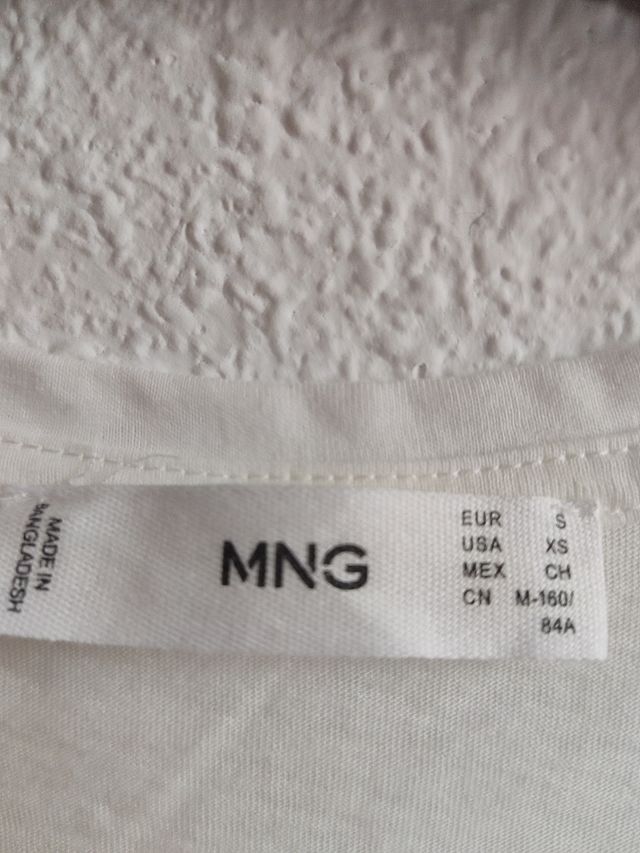 MADE IN
BANGLADESH
MNG
EUR S
USA XS
MEX CH
CN M-160/
84A